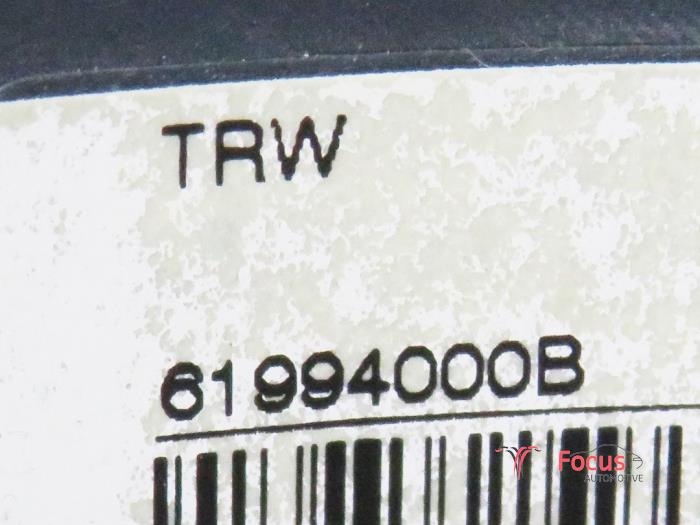 TRW
61994000B
Focus
AUTOMOTIVE